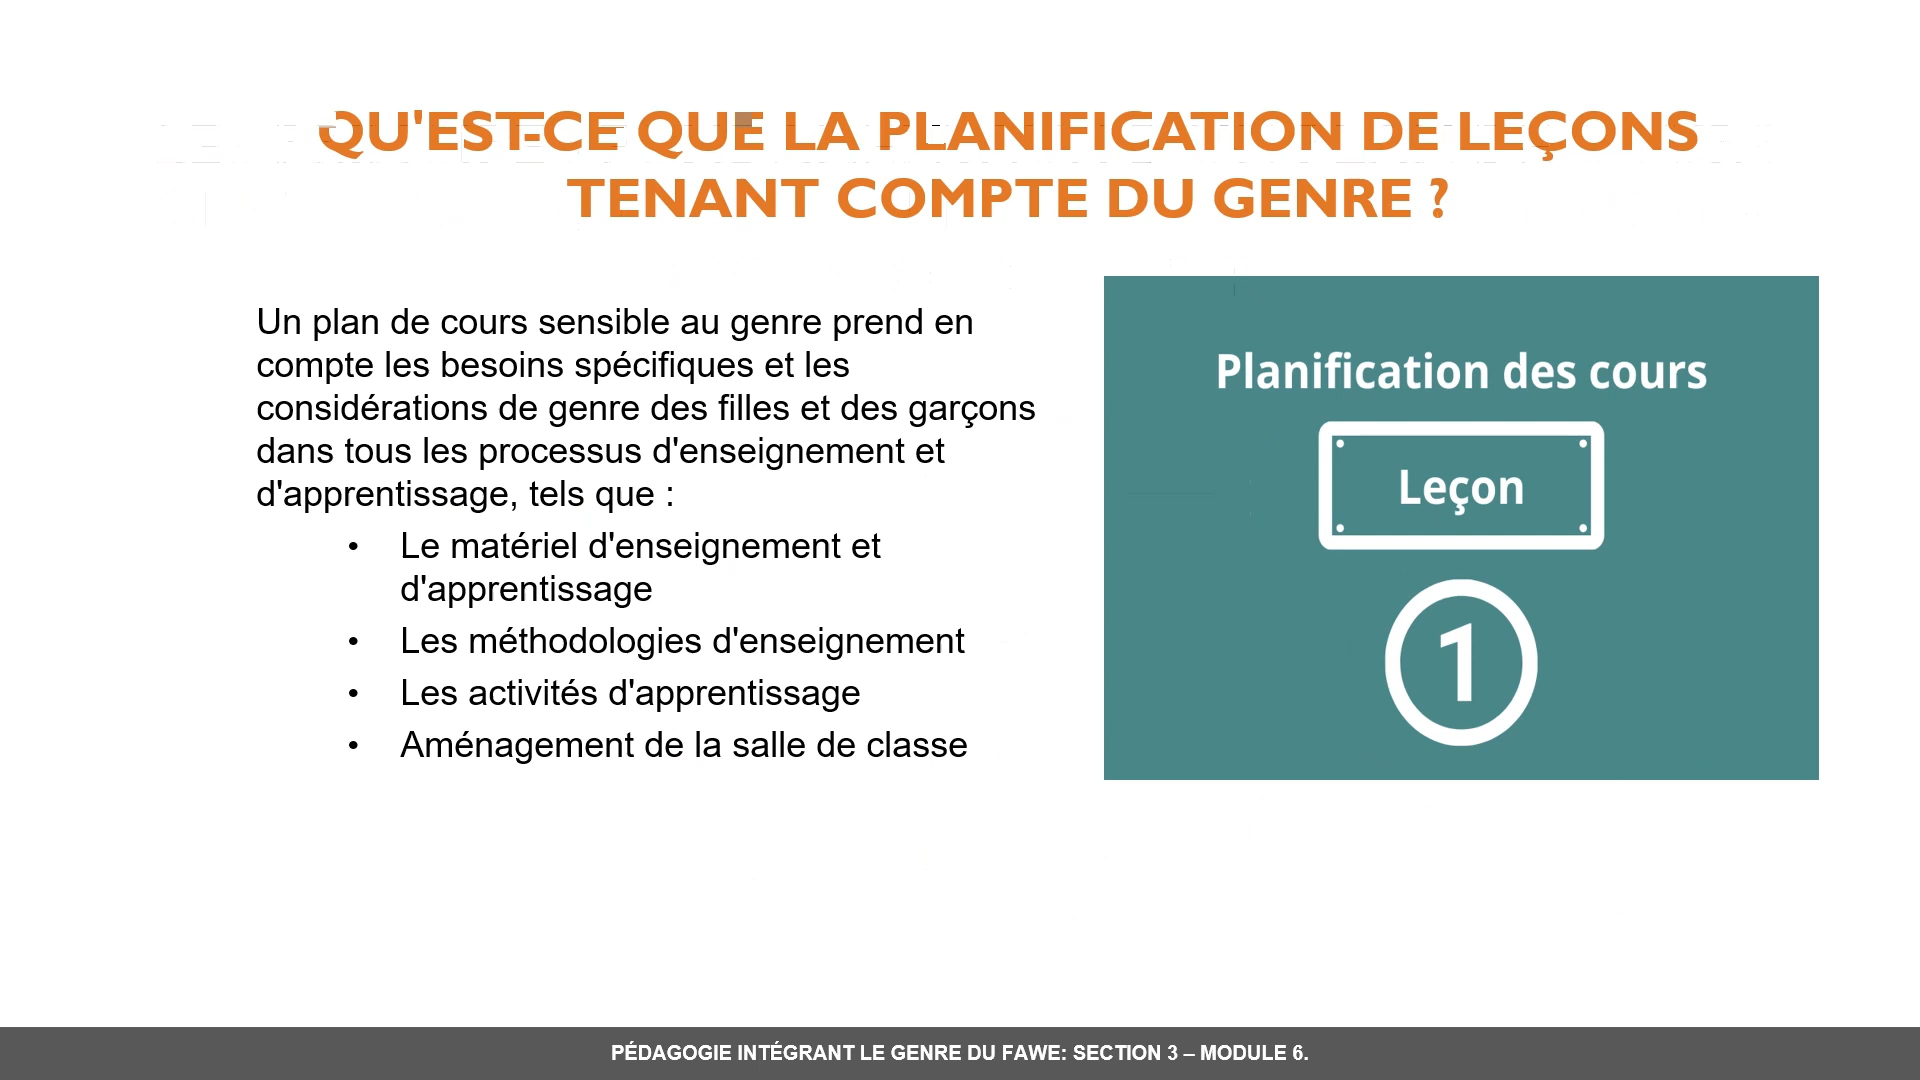 QU'EST-CE QUE LA PLANIFICATION DE LEÇONS
TENANT COMPTE DU GENRE ?
Un plan de cours sensible au genre prend en
compte les besoins spécifiques et les
considérations de genre des filles et des garçons
dans tous les processus d'enseignement et
d'apprentissage, tels que :
• Le matériel d'enseignement et
d'apprentissage
• Les méthodologies d'enseignement
• Les activités d'apprentissage
• Aménagement de la salle de classe
Planification des cours
Leçon
1
PÉDAGOGIE INTÉGRANT LE GENRE DU FAWE: SECTION 3 – MODULE 6.